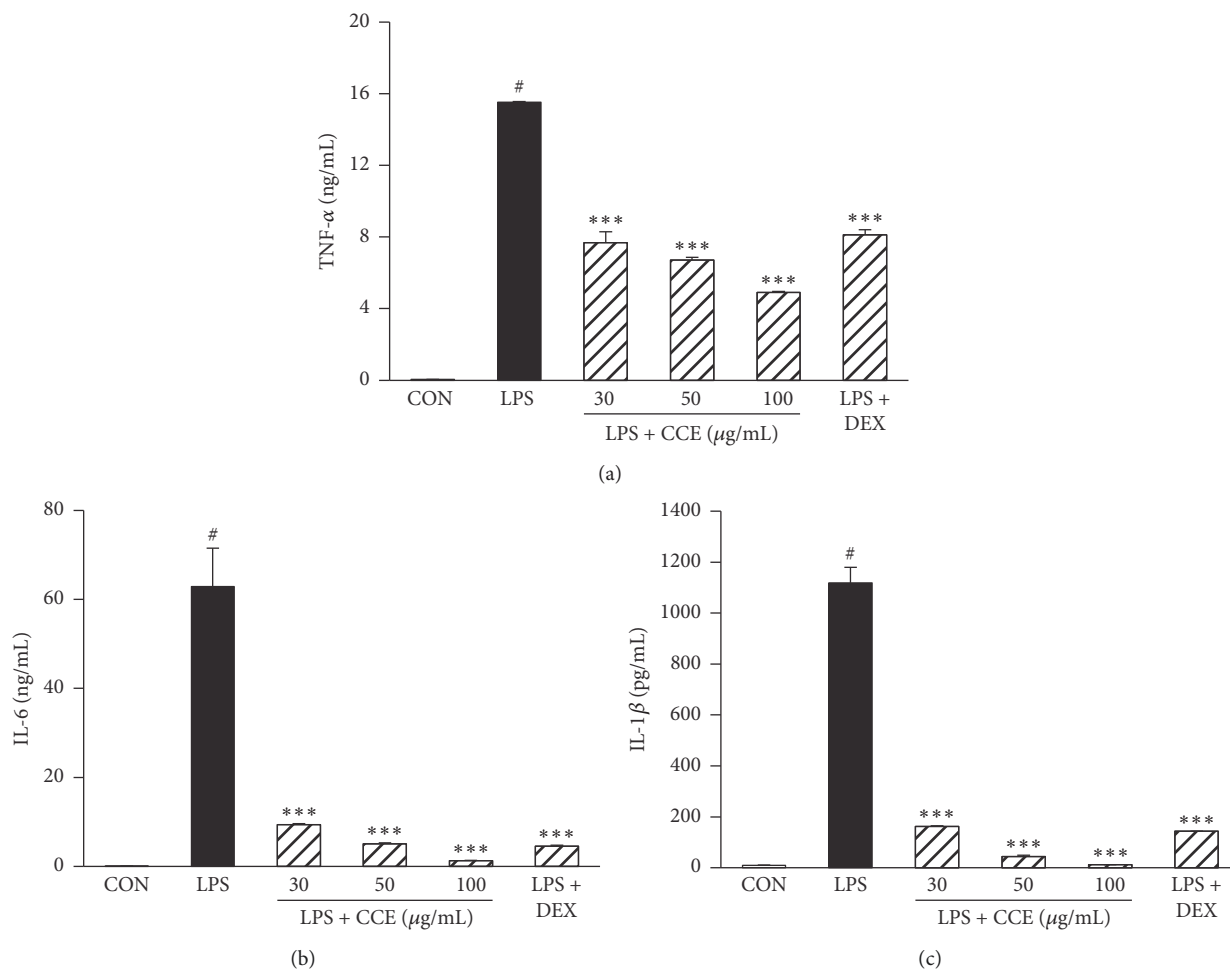 20
16
12
8
4
0
TNF-α (ng/mL)
#
***
***
***
***
CON
LPS
30
50
100
LPS +
DEX
LPS + CCE (μg/mL)
(a)
80
60
40
20
0
IL-6 (ng/mL)
#
***
***
***
***
CON
LPS
30
50
100
LPS +
DEX
LPS + CCE (μg/mL)
(b)
1400
1200
1000
800
600
400
200
0
IL-1β (pg/mL)
#
***
***
***
***
CON
LPS
30
50
100
LPS +
DEX
LPS + CCE (μg/mL)
(c)